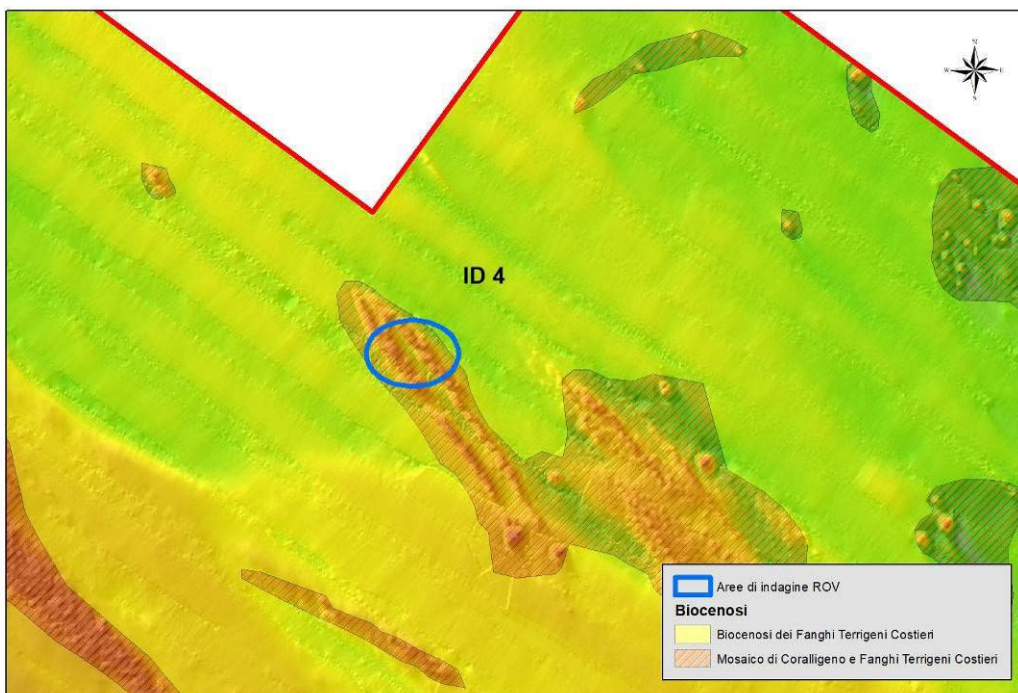 N
W E
S
ID 4
Aree di indagine ROV
Biocenosi
Biocenosi dei Fanghi Terrigeni Costieri
Mosaico di Coralligeno e Fanghi Terrigeni Costieri